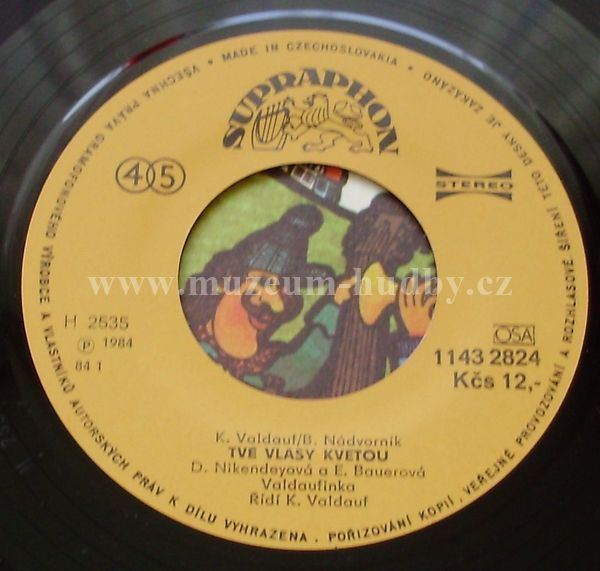 VŠECHNA PRÁVA GRAMOFONOVÉHO VÝROBCE A VLASTNÍKŮ AUTORSKÝCH PRÁV K DÍLU VYHRAZENA. POŘIZOVÁNÍ KOPIÍ, VEŘEJNÉ PROVOZOVÁNÍ A ROZHLASOVÉ ŠÍŘENÍ TÉTO DESKY JE ZAKÁZÁNO
• MADE IN CZECHOSLOVAKIA •
SUPRAPHON
45
STEREO
www.muzeum-hudby.cz
H 2535
℗ 1984
84 1
OSA
1143 2824
Kčs 12,-
K. Valdauf/B. Nádvorník
TVÉ VLASY KVETOU
D. Nikendeyová a E. Bauerová
Valdaufinka
Řídí K. Valdauf